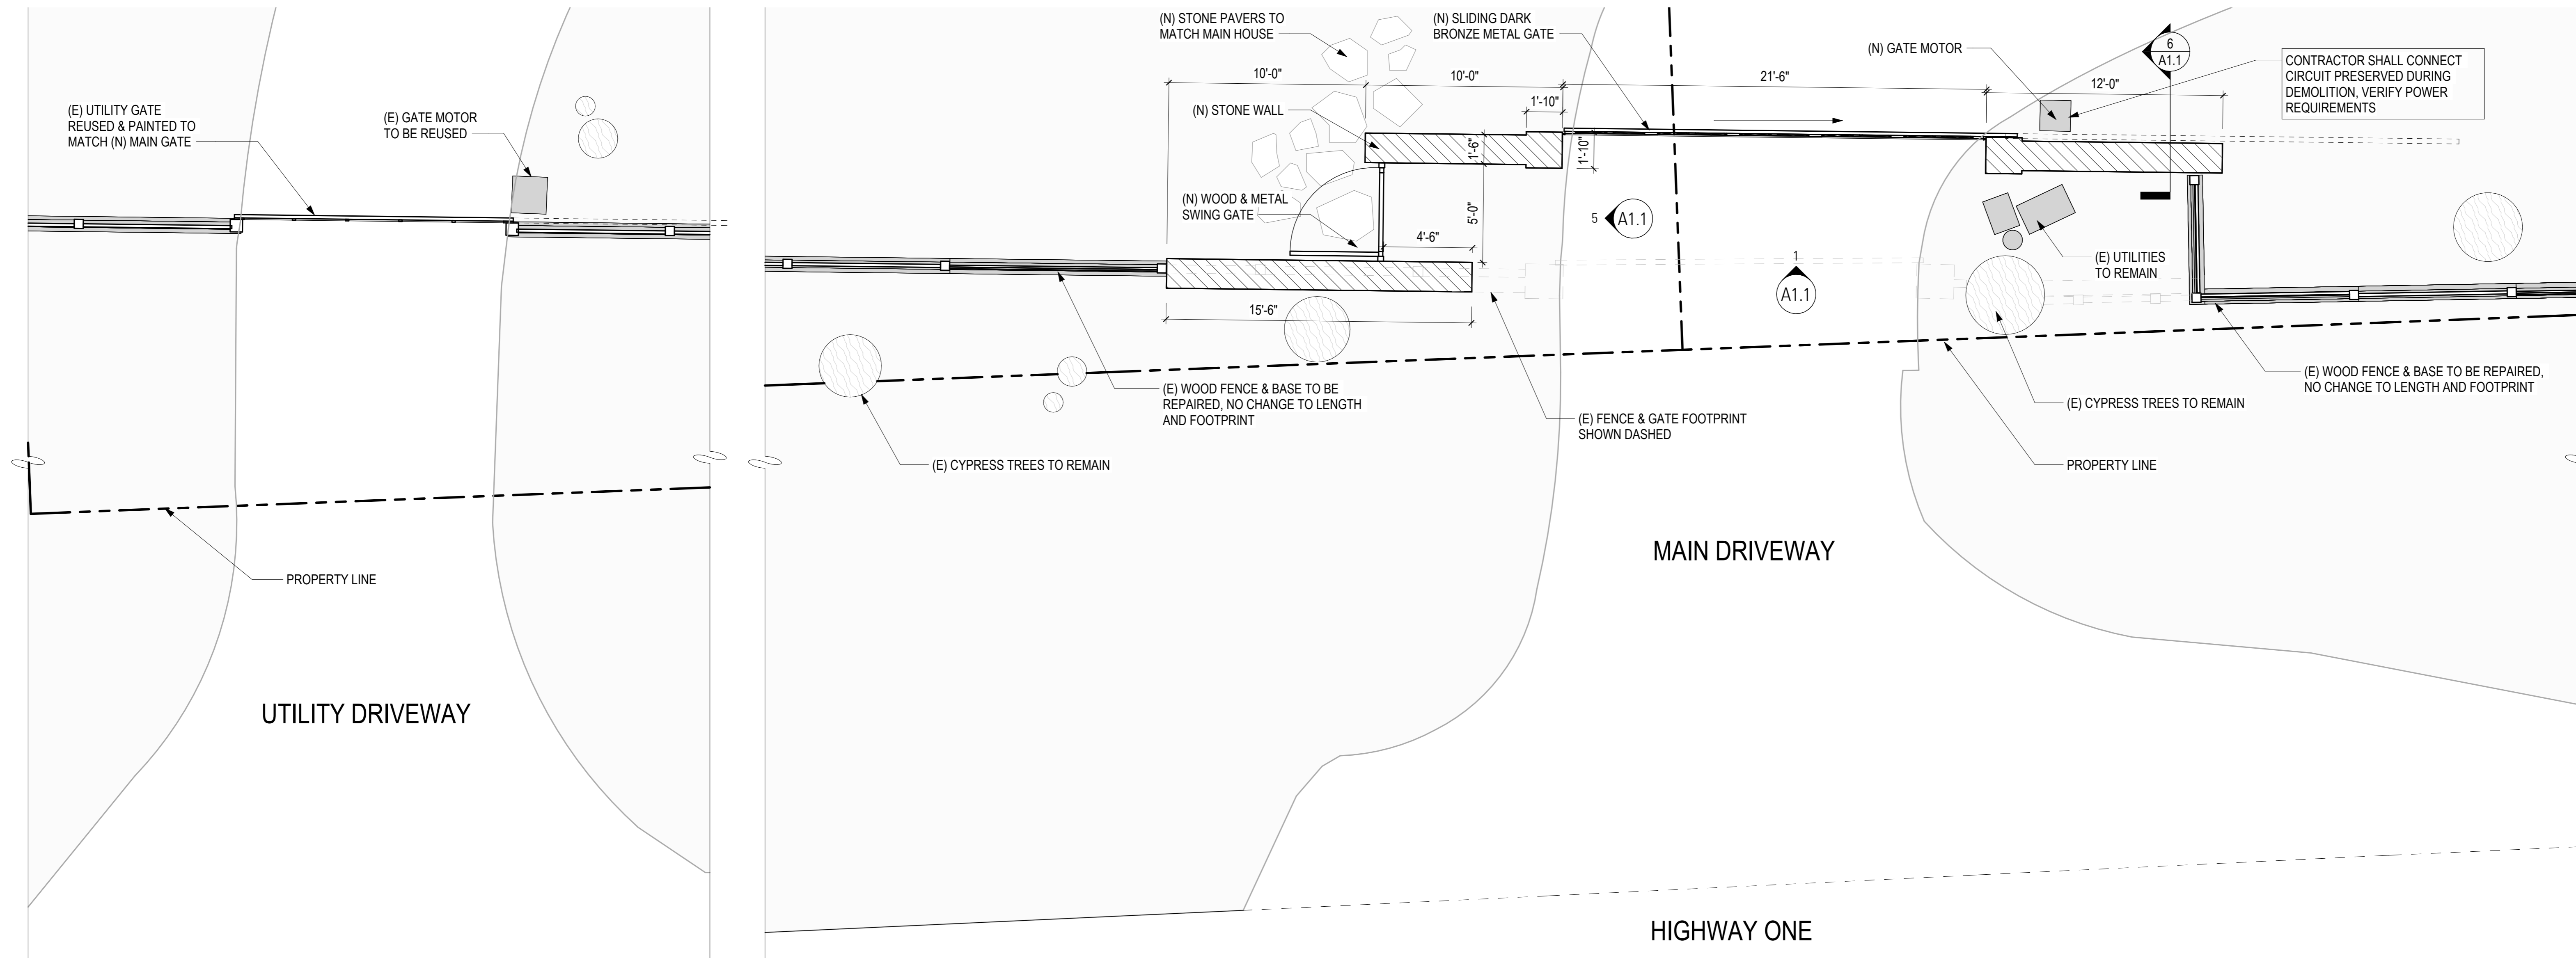 (E) UTILITY GATE
REUSED & PAINTED TO
MATCH (N) MAIN GATE
(E) GATE MOTOR
TO BE REUSED
PROPERTY LINE
UTILITY DRIVEWAY
(N) STONE PAVERS TO
MATCH MAIN HOUSE
(N) SLIDING DARK
BRONZE METAL GATE
(N) GATE MOTOR
6
A1.1
CONTRACTOR SHALL CONNECT
CIRCUIT PRESERVED DURING
DEMOLITION, VERIFY POWER
REQUIREMENTS
10'-0"
10'-0"
21'-6"
12'-0"
1'-10"
(N) STONE WALL
1'-6"
1'-10"
(N) WOOD & METAL
SWING GATE
5'-0"
4'-6"
5
A1.1
1
A1.1
(E) UTILITIES
TO REMAIN
15'-6"
(E) WOOD FENCE & BASE TO BE
REPAIRED, NO CHANGE TO LENGTH
AND FOOTPRINT
(E) FENCE & GATE FOOTPRINT
SHOWN DASHED
(E) WOOD FENCE & BASE TO BE REPAIRED,
NO CHANGE TO LENGTH AND FOOTPRINT
(E) CYPRESS TREES TO REMAIN
(E) CYPRESS TREES TO REMAIN
PROPERTY LINE
MAIN DRIVEWAY
HIGHWAY ONE